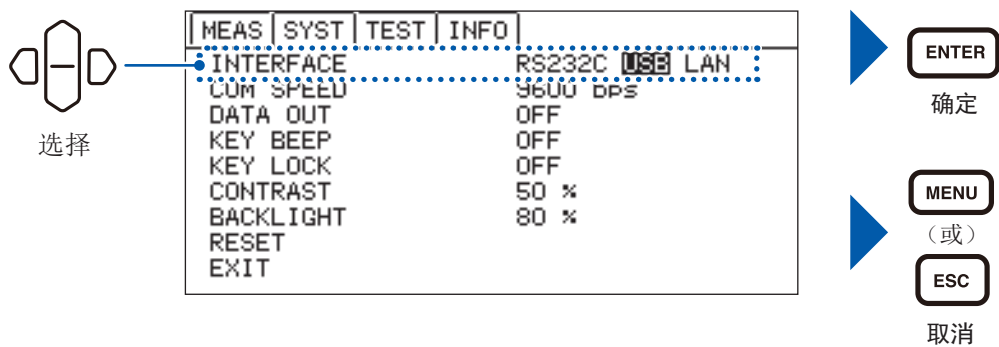 MEAS SYST TEST INFO
INTERFACE RS232C USB LAN
COM SPEED 9600 bps
DATA OUT OFF
KEY BEEP OFF
KEY LOCK OFF
CONTRAST 50 %
BACKLIGHT 80 %
RESET
EXIT
选择
ENTER
确定
MENU
（或）
ESC
取消